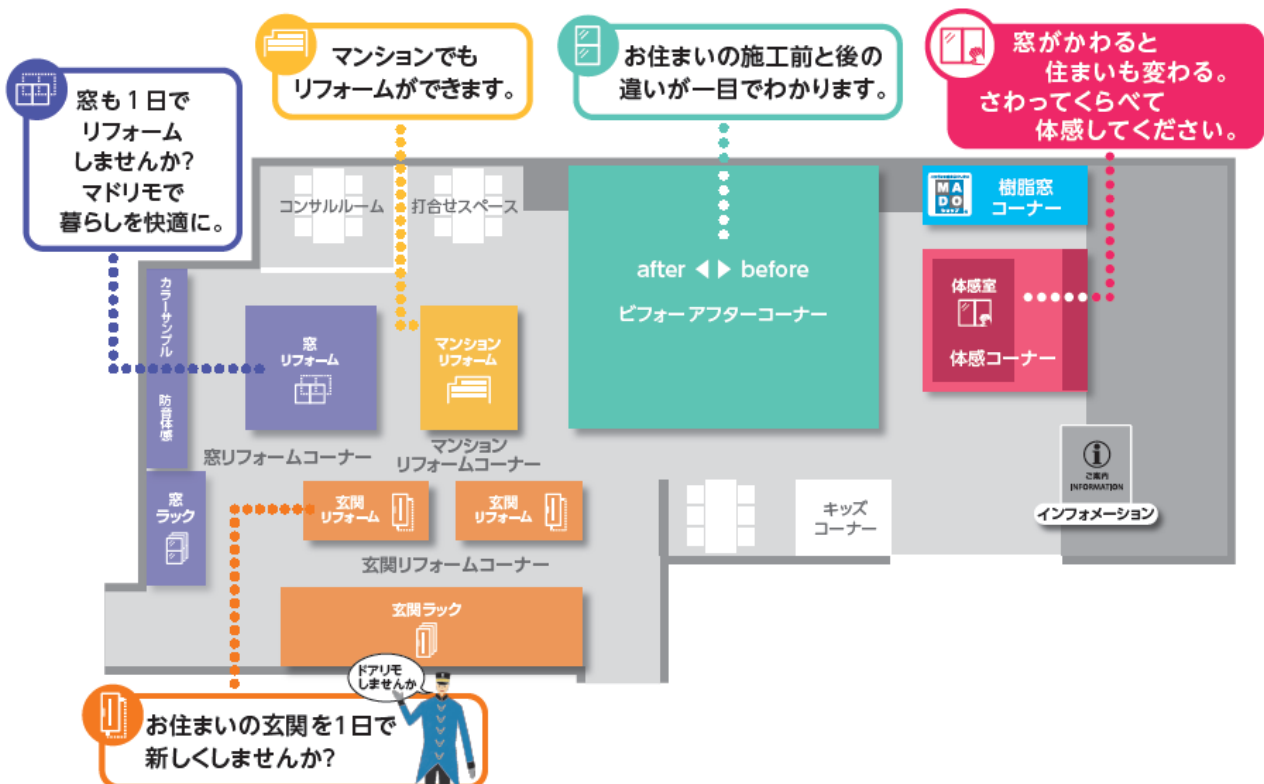 窓も1日で
リフォーム
しませんか?
マドリモで
暮らしを快適に。
マンションでも
リフォームができます。
お住まいの施工前と後の
違いが一目でわかります。
窓がかわると
住まいも変わる。
さわってくらべて
体感してください。
コンサルルーム
打合せスペース
MA
DO
ショップ
樹脂窓
コーナー
after ◀ ▶ before
ビフォーアフターコーナー
体感室
体感コーナー
カラーサンプル
防音体感
窓
リフォーム
マンション
リフォーム
窓リフォームコーナー
マンション
リフォームコーナー
窓
ラック
玄関
リフォーム
玄関
リフォーム
玄関リフォームコーナー
キッズ
コーナー
ご案内
INFORMATION
インフォメーション
玄関ラック
ドアリモ
しませんか
お住まいの玄関を1日で
新しくしませんか?